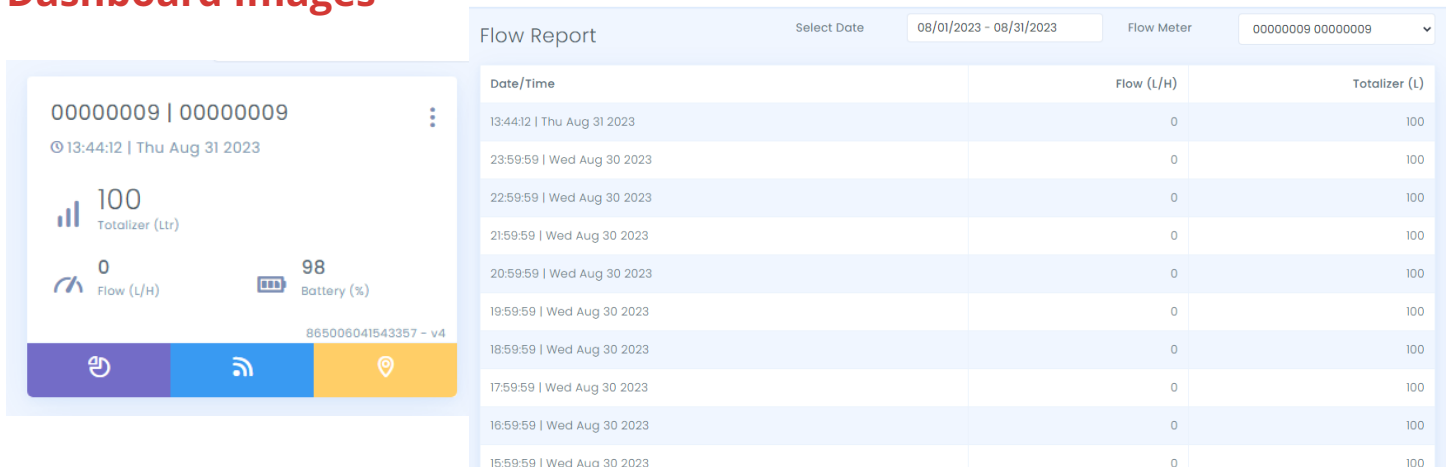 Dashboard Images
00000009 | 00000009
13:44:12 | Thu Aug 31 2023
100
Totalizer (Ltr)
0
Flow (L/H)
98
Battery (%)
865006041543357 - v4
Flow Report
Select Date
08/01/2023 - 08/31/2023
Flow Meter
00000009 00000009
Date/Time Flow (L/H) Totalizer (L)
13:44:12 | Thu Aug 31 2023 0 100
23:59:59 | Wed Aug 30 2023 0 100
22:59:59 | Wed Aug 30 2023 0 100
21:59:59 | Wed Aug 30 2023 0 100
20:59:59 | Wed Aug 30 2023 0 100
19:59:59 | Wed Aug 30 2023 0 100
18:59:59 | Wed Aug 30 2023 0 100
17:59:59 | Wed Aug 30 2023 0 100
16:59:59 | Wed Aug 30 2023 0 100
15:59:59 | Wed Aug 30 2023 0 100